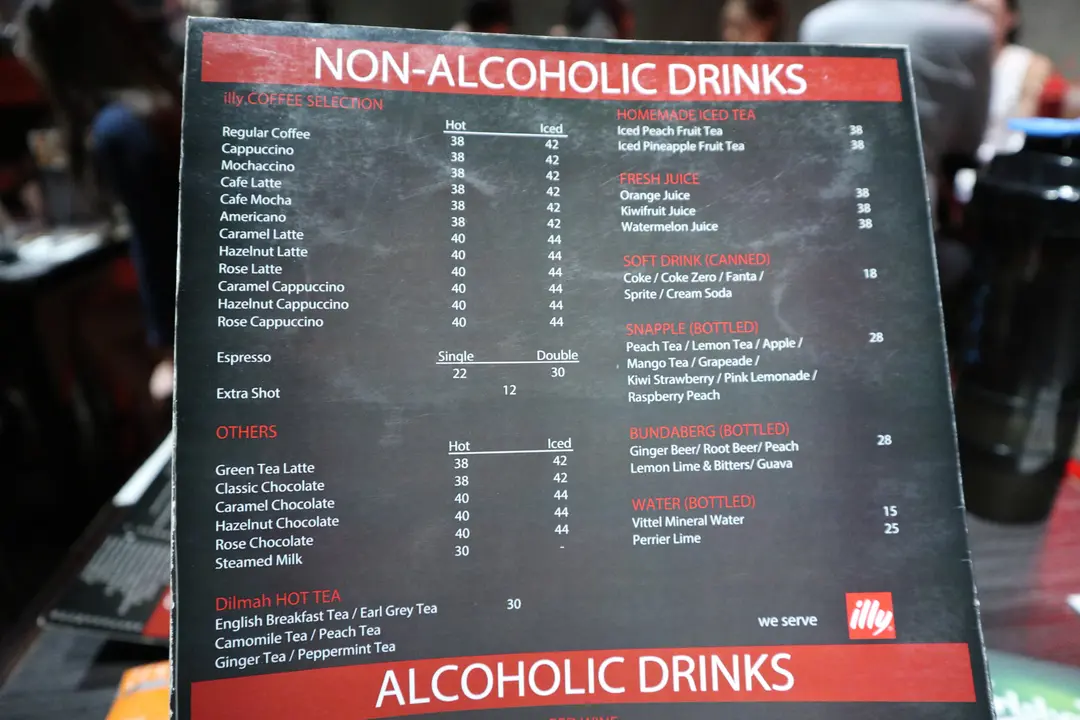 NON-ALCOHOLIC DRINKS
illy COFFEE SELECTION
Hot Iced
Regular Coffee 38 42
Cappuccino 38 42
Mochaccino 38 42
Cafe Latte 38 42
Cafe Mocha 38 42
Americano 38 42
Caramel Latte 40 44
Hazelnut Latte 40 44
Rose Latte 40 44
Caramel Cappuccino 40 44
Hazelnut Cappuccino 40 44
Rose Cappuccino 40 44
Single Double
Espresso 22 30
Extra Shot 12
OTHERS
Hot Iced
Green Tea Latte 38 42
Classic Chocolate 38 42
Caramel Chocolate 40 44
Hazelnut Chocolate 40 44
Rose Chocolate 40 44
Steamed Milk 30 -
Dilmah HOT TEA
English Breakfast Tea / Earl Grey Tea 30
Camomile Tea / Peach Tea
Ginger Tea / Peppermint Tea
HOMEMADE ICED TEA
Iced Peach Fruit Tea 38
Iced Pineapple Fruit Tea 38
FRESH JUICE
Orange Juice 38
Kiwifruit Juice 38
Watermelon Juice 38
SOFT DRINK (CANNED)
Coke / Coke Zero / Fanta / 18
Sprite / Cream Soda
SNAPPLE (BOTTLED)
Peach Tea / Lemon Tea / Apple / 28
Mango Tea / Grapeade /
Kiwi Strawberry / Pink Lemonade /
Raspberry Peach
BUNDABERG (BOTTLED)
Ginger Beer/ Root Beer/ Peach 28
Lemon Lime & Bitters/ Guava
WATER (BOTTLED)
Vittel Mineral Water 15
Perrier Lime 25
we serve illy
ALCOHOLIC DRINKS